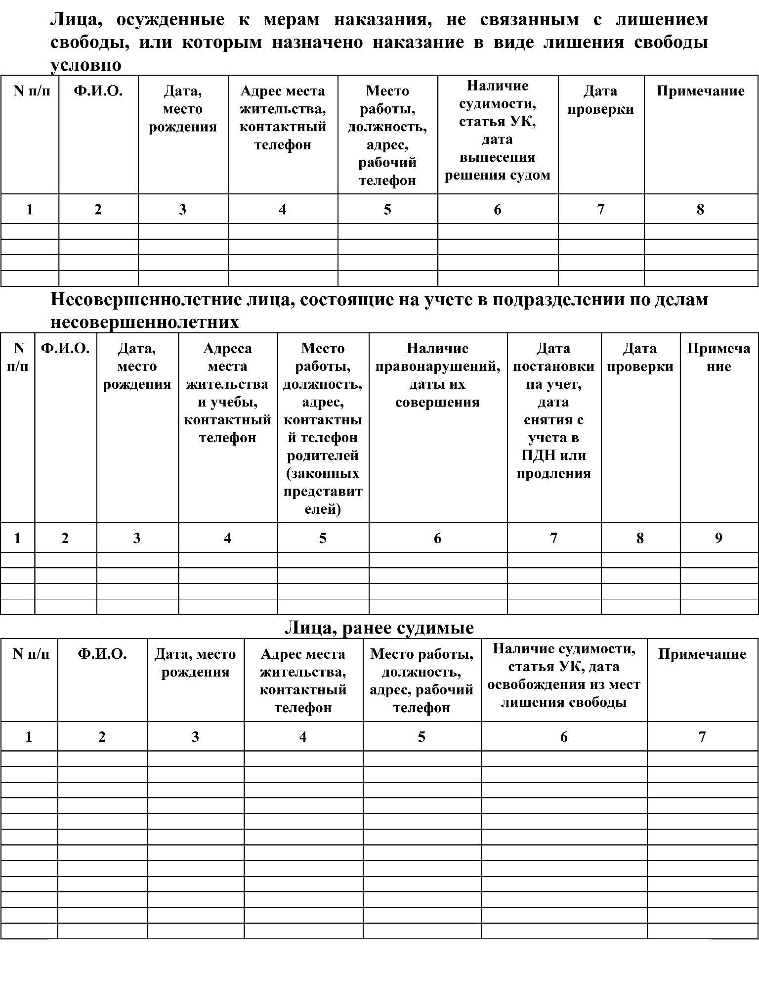 Лица, осужденные к мерам наказания, не связанным с лишением
свободы, или которым назначено наказание в виде лишения свободы
условно
N п/п
Ф.И.О.
Дата,
место
рождения
Адрес места
жительства,
контактный
телефон
Место
работы,
должность,
адрес,
рабочий
телефон
Наличие
судимости,
статья УК,
дата
вынесения
решения судом
Дата
проверки
Примечание
1 2 3 4 5 6 7 8
Несовершеннолетние лица, состоящие на учете в подразделении по делам
несовершеннолетних
N
п/п
Ф.И.О.
Дата,
место
рождения
Адреса
места
жительства
и учебы,
контактный
телефон
Место
работы,
должность,
адрес,
контактны
й телефон
родителей
(законных
представит
елей)
Наличие
правонарушений,
даты их
совершения
Дата
постановки
на учет,
дата
снятия с
учета в
ПДН или
продления
Дата
проверки
Примеча
ние
1 2 3 4 5 6 7 8 9
Лица, ранее судимые
N п/п
Ф.И.О.
Дата, место
рождения
Адрес места
жительства,
контактный
телефон
Место работы,
должность,
адрес, рабочий
телефон
Наличие судимости,
статья УК, дата
освобождения из мест
лишения свободы
Примечание
1 2 3 4 5 6 7